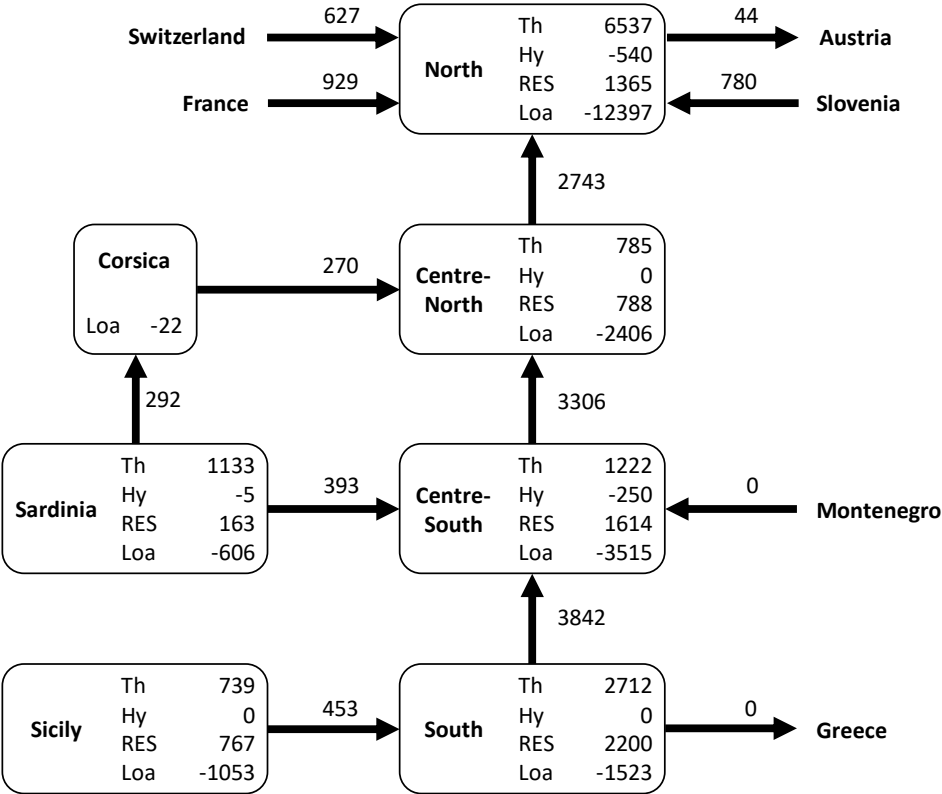 627 44
Switzerland Austria
Th 6537
Hy -540
North
RES 1365
Loa -12397
929 780
France Slovenia
2743
Corsica
Loa -22
270
Centre-
North
Th 785
Hy 0
RES 788
Loa -2406
292
3306
Sardinia
Th 1133
Hy -5
RES 163
Loa -606
393
Centre-
South
Th 1222
Hy -250
RES 1614
Loa -3515
0
Montenegro
3842
Sicily
Th 739
Hy 0
RES 767
Loa -1053
453
South
Th 2712
Hy 0
RES 2200
Loa -1523
0
Greece